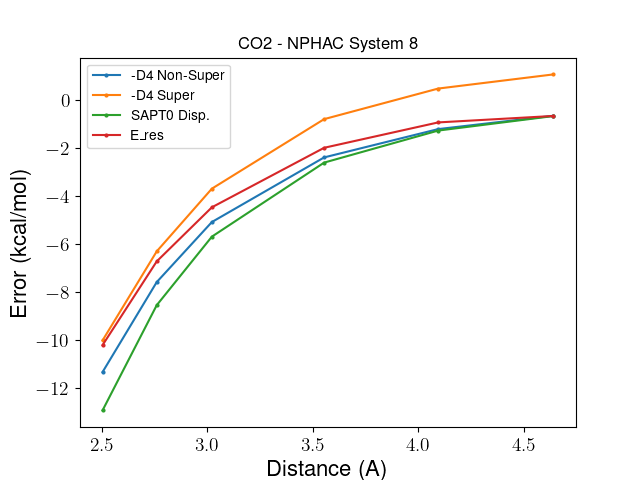 CO2 - NPHAC System 8
-D4 Non-Super
-D4 Super
SAPT0 Disp.
E_res
0
−2
−4
−6
−8
−10
−12
Error (kcal/mol)
2.5 3.0 3.5 4.0 4.5
Distance (A)